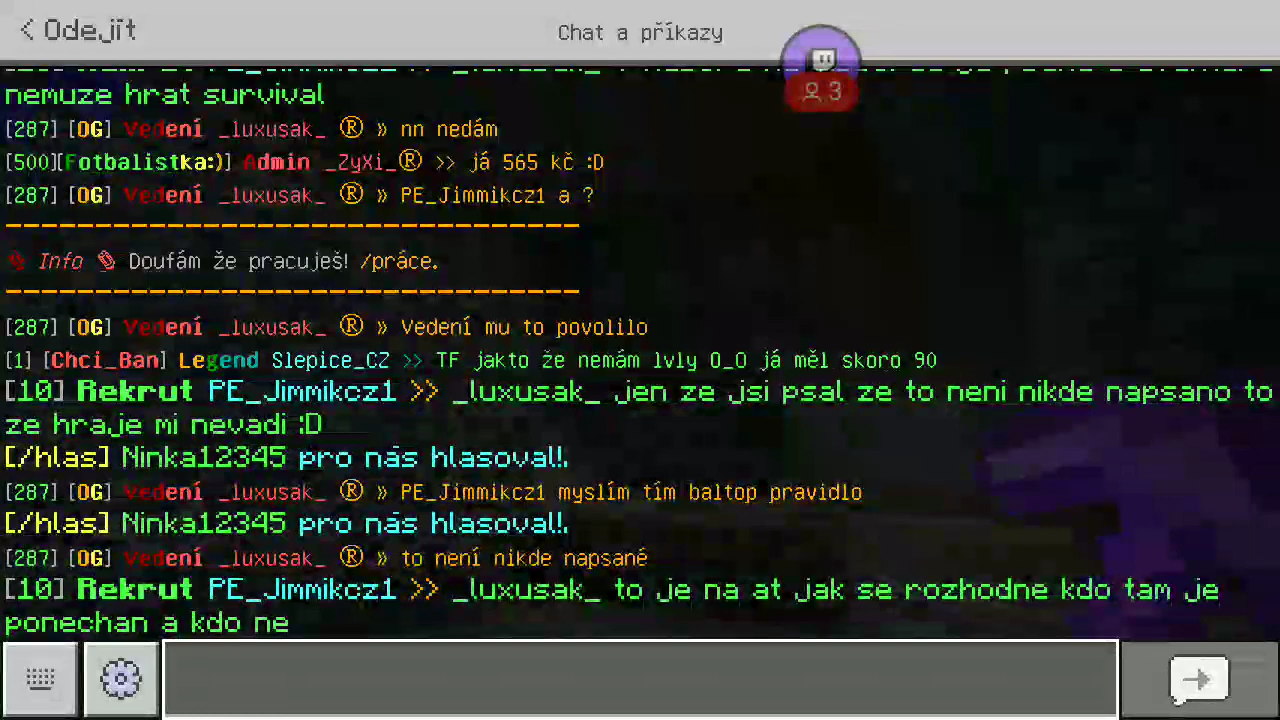 < Odejít
Chat a příkazy
3
nemuze hrat survival
[287] [OG] Vedení _luxusak_ ® » nn nedám
[500][Fotbalistka:)] Admin _ZyXi_® >> já 565 kč :D
[287] [OG] Vedení _luxusak_ ® » PE_Jimmikcz1 a ?
---------------------------------
Info Doufám že pracuješ! /práce.
---------------------------------
[287] [OG] Vedení _luxusak_ ® » Vedení mu to povolilo
[1] [Chci_Ban] Legend Slepice_CZ >> TF jakto že nemám lvly O_O já měl skoro 90
[10] Rekrut PE_Jimmikcz1 >> _luxusak_ jen ze jsi psal ze to neni nikde napsano to
ze hraje mi nevadi :D
[/hlas] Ninka12345 pro nás hlasoval!.
[287] [OG] Vedení _luxusak_ ® » PE_Jimmikcz1 myslím tím baltop pravidlo
[/hlas] Ninka12345 pro nás hlasoval!.
[287] [OG] Vedení _luxusak_ ® » to není nikde napsané
[10] Rekrut PE_Jimmikcz1 >> _luxusak_ to je na at jak se rozhodne kdo tam je
ponechan a kdo ne